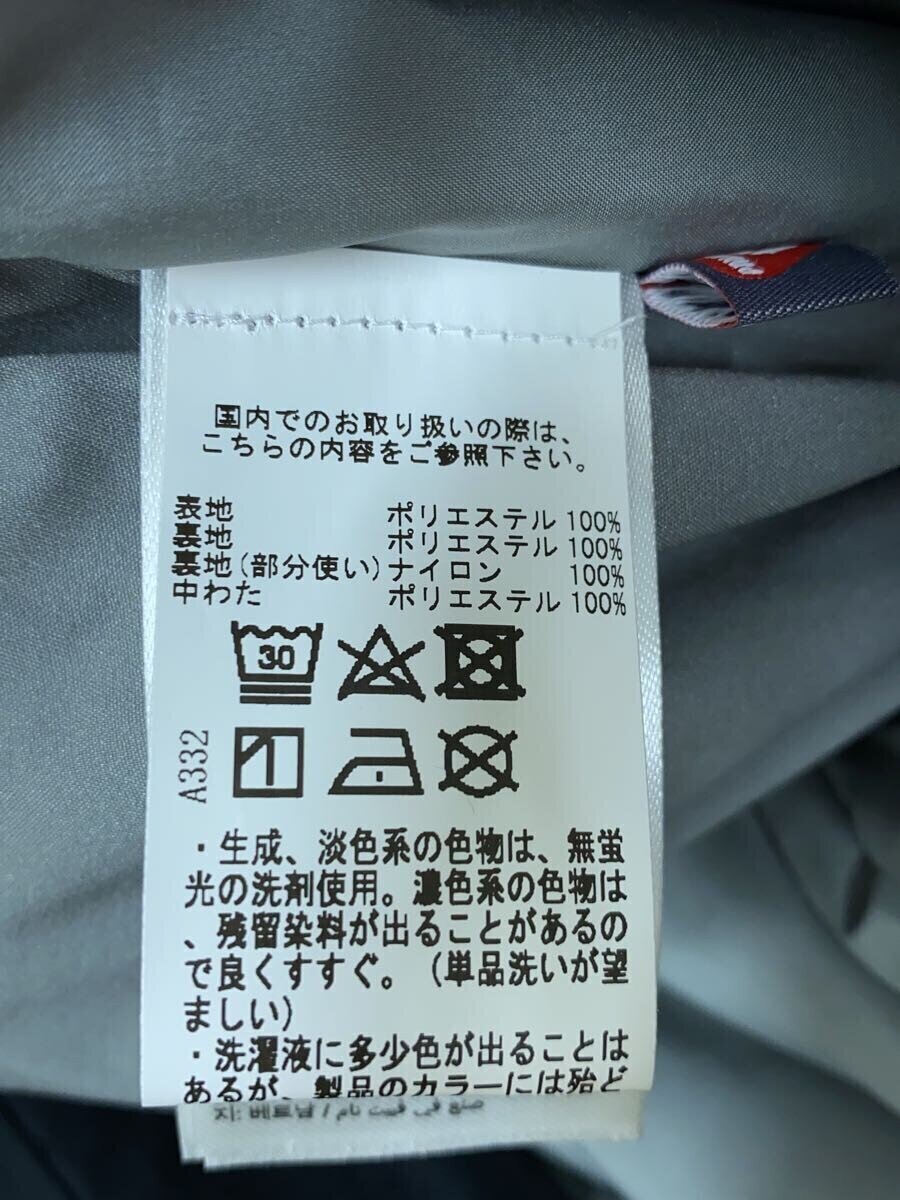 国内でのお取り扱いの際は、
こちらの内容をご参照下さい。
表地 ポリエステル 100%
裏地 ポリエステル 100%
裏地(部分使い)ナイロン 100%
中わた ポリエステル 100%
30
A332
・生成、淡色系の色物は、無蛍
光の洗剤使用。濃色系の色物は
、残留染料が出ることがあるの
で良くすすぐ。(単品洗いが望
ましい)
・洗濯液に多少色が出ることは
あるが、製品のカラーには殆ど